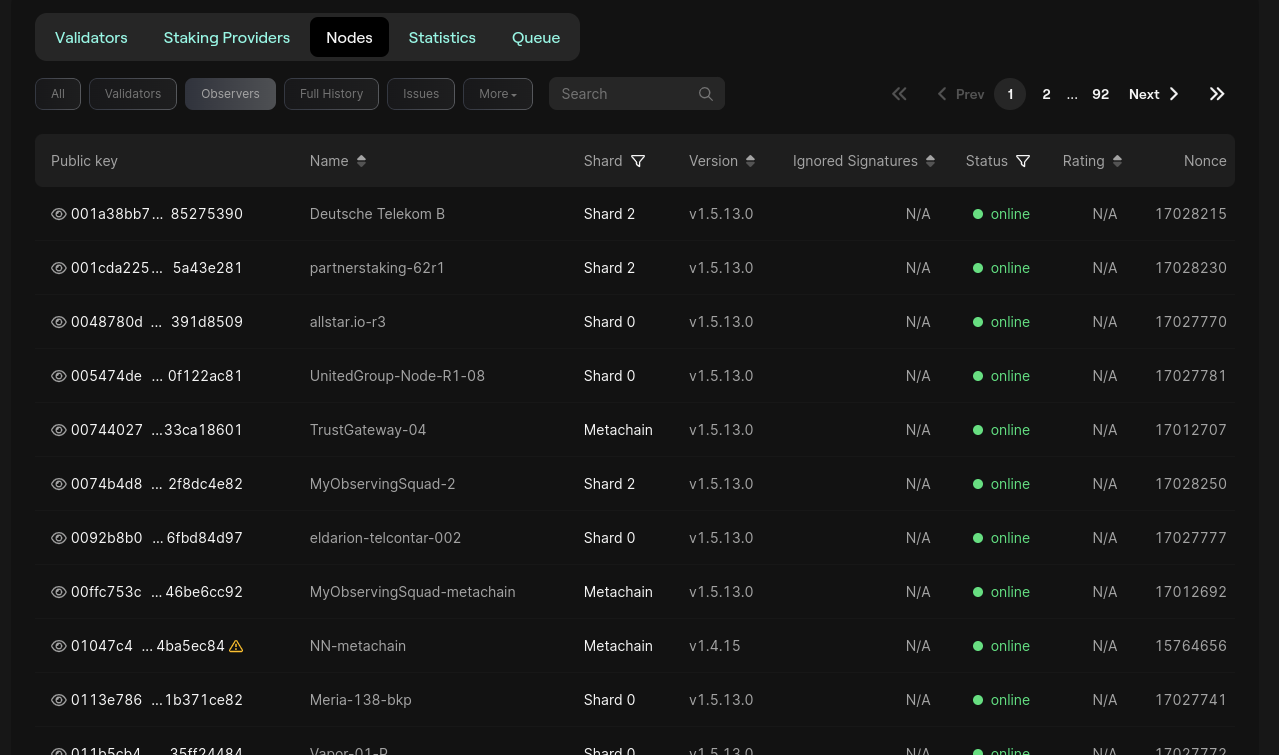 Validators Staking Providers Nodes Statistics Queue
All Validators Observers Full History Issues More Search Prev 1 2 ... 92 Next
Public key Name Shard Version Ignored Signatures Status Rating Nonce
001a38bb7... 85275390 Deutsche Telekom B Shard 2 v1.5.13.0 N/A online N/A 17028215
001cda225... 5a43e281 partnerstaking-62r1 Shard 2 v1.5.13.0 N/A online N/A 17028230
0048780d ... 391d8509 allstar.io-r3 Shard 0 v1.5.13.0 N/A online N/A 17027770
005474de ... 0f122ac81 UnitedGroup-Node-R1-08 Shard 0 v1.5.13.0 N/A online N/A 17027781
00744027 ...33ca18601 TrustGateway-04 Metachain v1.5.13.0 N/A online N/A 17012707
0074b4d8 ... 2f8dc4e82 MyObservingSquad-2 Shard 2 v1.5.13.0 N/A online N/A 17028250
0092b8b0 ... 6fbd84d97 eldarion-telcontar-002 Shard 0 v1.5.13.0 N/A online N/A 17027777
00ffc753c ... 46be6cc92 MyObservingSquad-metachain Metachain v1.5.13.0 N/A online N/A 17012692
01047c4 ... 4ba5ec84 NN-metachain Metachain v1.4.15 N/A online N/A 15764656
0113e786 ... 1b371ce82 Meria-138-bkp Shard 0 v1.5.13.0 N/A online N/A 17027741
011b5cb4 ... 35ff24484 Vapor-01-R Shard 0 v1.5.13.0 N/A online N/A 17027772